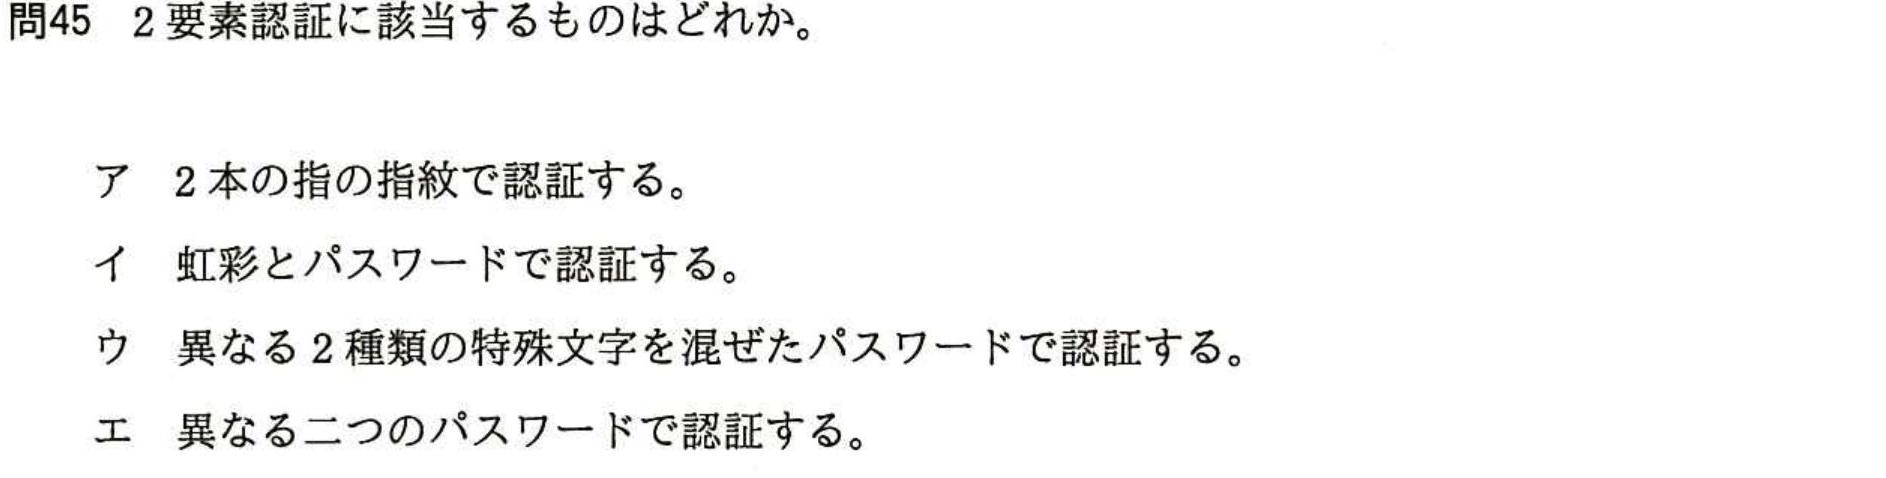 問45 2要素認証に該当するものはどれか。
ア 2本の指の指紋で認証する。
イ 虹彩とパスワードで認証する。
ウ 異なる2種類の特殊文字を混ぜたパスワードで認証する。
エ 異なる二つのパスワードで認証する。